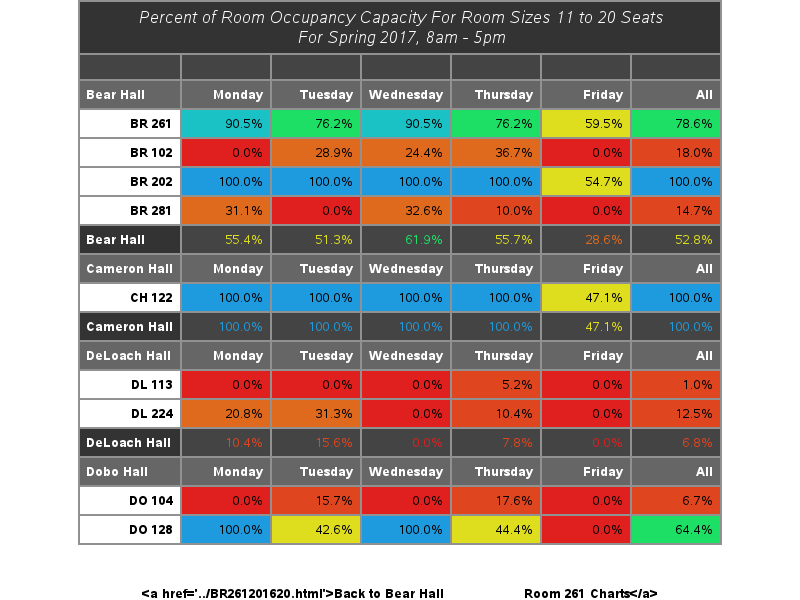 Percent of Room Occupancy Capacity For Room Sizes 11 to 20 Seats
For Spring 2017, 8am - 5pm
Bear Hall Monday Tuesday Wednesday Thursday Friday All
BR 261 90.5% 76.2% 90.5% 76.2% 59.5% 78.6%
BR 102 0.0% 28.9% 24.4% 36.7% 0.0% 18.0%
BR 202 100.0% 100.0% 100.0% 100.0% 54.7% 100.0%
BR 281 31.1% 0.0% 32.6% 10.0% 0.0% 14.7%
Bear Hall 55.4% 51.3% 61.9% 55.7% 28.6% 52.8%
Cameron Hall Monday Tuesday Wednesday Thursday Friday All
CH 122 100.0% 100.0% 100.0% 100.0% 47.1% 100.0%
Cameron Hall 100.0% 100.0% 100.0% 100.0% 47.1% 100.0%
DeLoach Hall Monday Tuesday Wednesday Thursday Friday All
DL 113 0.0% 0.0% 0.0% 5.2% 0.0% 1.0%
DL 224 20.8% 31.3% 0.0% 10.4% 0.0% 12.5%
DeLoach Hall 10.4% 15.6% 0.0% 7.8% 0.0% 6.8%
Dobo Hall Monday Tuesday Wednesday Thursday Friday All
DO 104 0.0% 15.7% 0.0% 17.6% 0.0% 6.7%
DO 128 100.0% 42.6% 100.0% 44.4% 0.0% 64.4%
<a href='../BR261201620.html'>Back to Bear Hall Room 261 Charts</a>